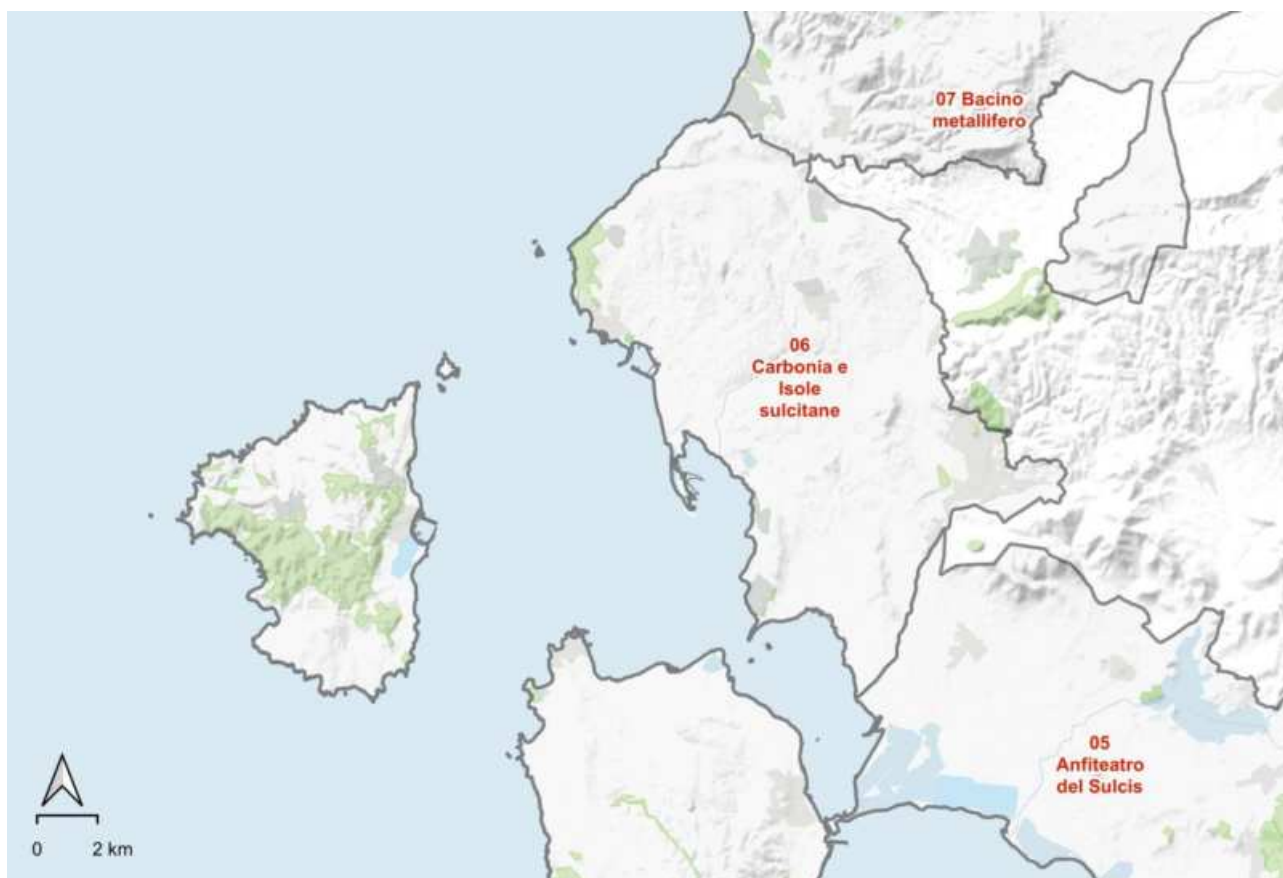 07 Bacino
metallifero
06
Carbonia e
Isole
sulcitane
05
Anfiteatro
del Sulcis
0 2 km